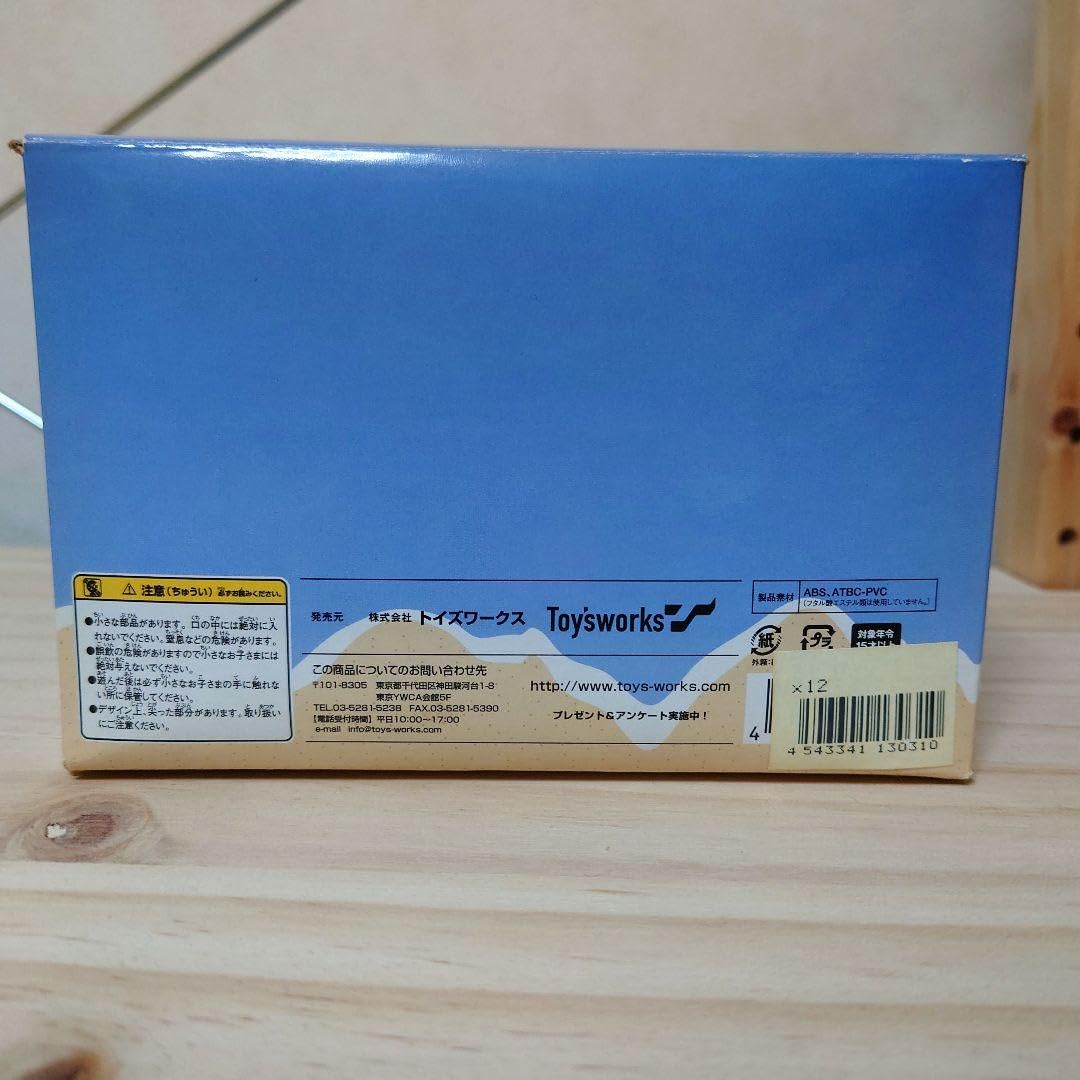 ⚠ 注意(ちゅうい) 必ずお読みください。
●小さな部品があります。口の中には絶対に入
れないでください。窒息などの危険があります。
●誤飲の危険がありますので小さなお子さまには
絶対与えないでください。
●遊んだ後は必ず小さなお子さまの手に触れな
い所に保管してください。
●デザイン上、尖った部分があります。取り扱い
にご注意ください。
発売元 株式会社 トイズワークス Toy'sworks
この商品についてのお問い合わせ先
〒101-8305 東京都千代田区神田駿河台1-8
東京YWCA会館5F
TEL.03-5281-5238 FAX.03-5281-5390
【電話受付時間】平日10:00〜17:00
e-mail info@toys-works.com
http://www.toys-works.com
プレゼント&アンケート実施中!
製品素材 ABS、ATBC-PVC
(フタル酸エステル類は使用していません。)
紙
プラ
対象年令
外箱:
4
×12
4 543341 130310